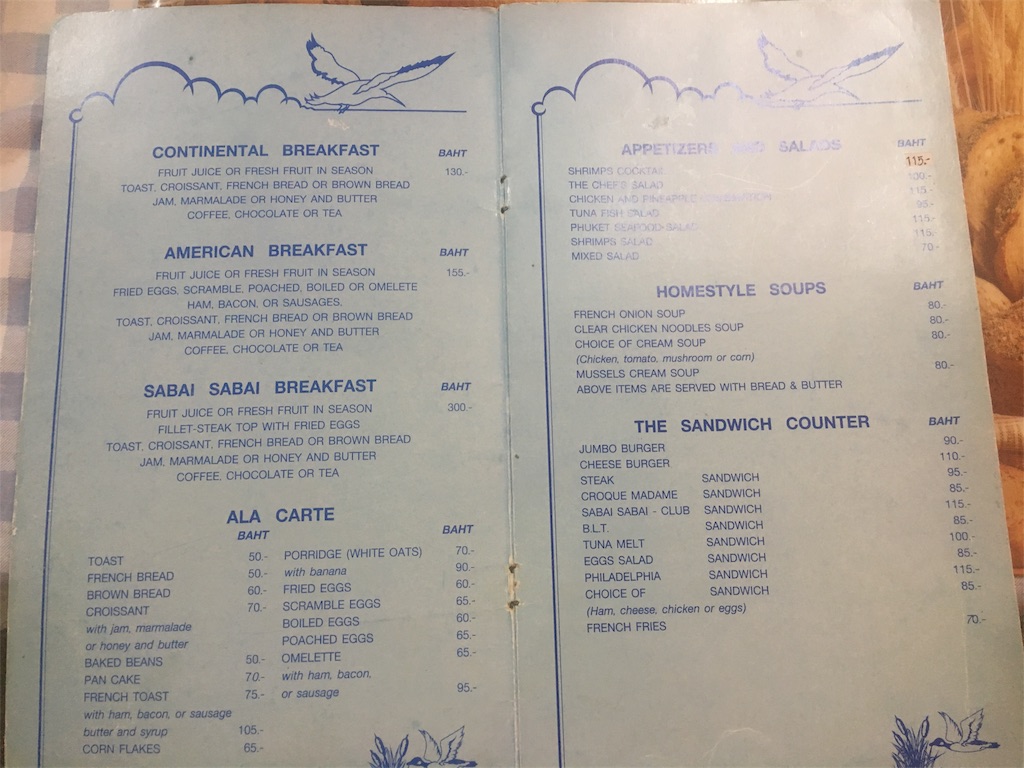 CONTINENTAL BREAKFAST BAHT
FRUIT JUICE OR FRESH FRUIT IN SEASON 130.-
TOAST, CROISSANT, FRENCH BREAD OR BROWN BREAD
JAM, MARMALADE OR HONEY AND BUTTER
COFFEE, CHOCOLATE OR TEA
AMERICAN BREAKFAST BAHT
FRUIT JUICE OR FRESH FRUIT IN SEASON 155.-
FRIED EGGS, SCRAMBLE, POACHED, BOILED OR OMELETE
HAM, BACON, OR SAUSAGES,
TOAST, CROISSANT, FRENCH BREAD OR BROWN BREAD
JAM, MARMALADE OR HONEY AND BUTTER
COFFEE, CHOCOLATE OR TEA
SABAI SABAI BREAKFAST BAHT
FRUIT JUICE OR FRESH FRUIT IN SEASON 300.-
FILLET-STEAK TOP WITH FRIED EGGS
TOAST, CROISSANT, FRENCH BREAD OR BROWN BREAD
JAM, MARMALADE OR HONEY AND BUTTER
COFFEE, CHOCOLATE OR TEA
ALA CARTE
BAHT
TOAST 50.-
FRENCH BREAD 50.-
BROWN BREAD 60.-
CROISSANT 70.-
with jam, marmalade
or honey and butter
BAKED BEANS 50.-
PAN CAKE 70.-
FRENCH TOAST 75.-
with ham, bacon, or sausage
butter and syrup 105.-
CORN FLAKES 65.-
BAHT
PORRIDGE (WHITE OATS) 70.-
with banana 90.-
FRIED EGGS 60.-
SCRAMBLE EGGS 65.-
BOILED EGGS 60.-
POACHED EGGS 65.-
OMELETTE 65.-
with ham, bacon,
or sausage 95.-
APPETIZERS AND SALADS BAHT
SHRIMPS COCKTAIL 115.-
THE CHEF'S SALAD 100.-
CHICKEN AND PINEAPPLE 115.-
TUNA FISH SALAD 95.-
PHUKET SEAFOOD SALAD 115.-
SHRIMPS SALAD 115.-
MIXED SALAD 70.-
HOMESTYLE SOUPS BAHT
FRENCH ONION SOUP 80.-
CLEAR CHICKEN NOODLES SOUP 80.-
CHOICE OF CREAM SOUP 80.-
(Chicken, tomato, mushroom or corn)
MUSSELS CREAM SOUP 80.-
ABOVE ITEMS ARE SERVED WITH BREAD & BUTTER
THE SANDWICH COUNTER BAHT
JUMBO BURGER 90.-
CHEESE BURGER 110.-
STEAK SANDWICH 95.-
CROQUE MADAME SANDWICH 85.-
SABAI SABAI - CLUB SANDWICH 115.-
B.L.T. SANDWICH 85.-
TUNA MELT SANDWICH 100.-
EGGS SALAD SANDWICH 85.-
PHILADELPHIA SANDWICH 115.-
CHOICE OF SANDWICH 85.-
(Ham, cheese, chicken or eggs)
FRENCH FRIES 70.-